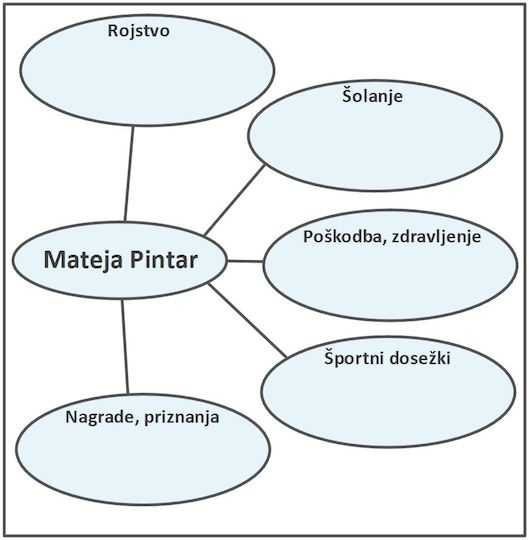 Rojstvo
Šolanje
Poškodba, zdravljenje
Mateja Pintar
Športni dosežki
Nagrade, priznanja